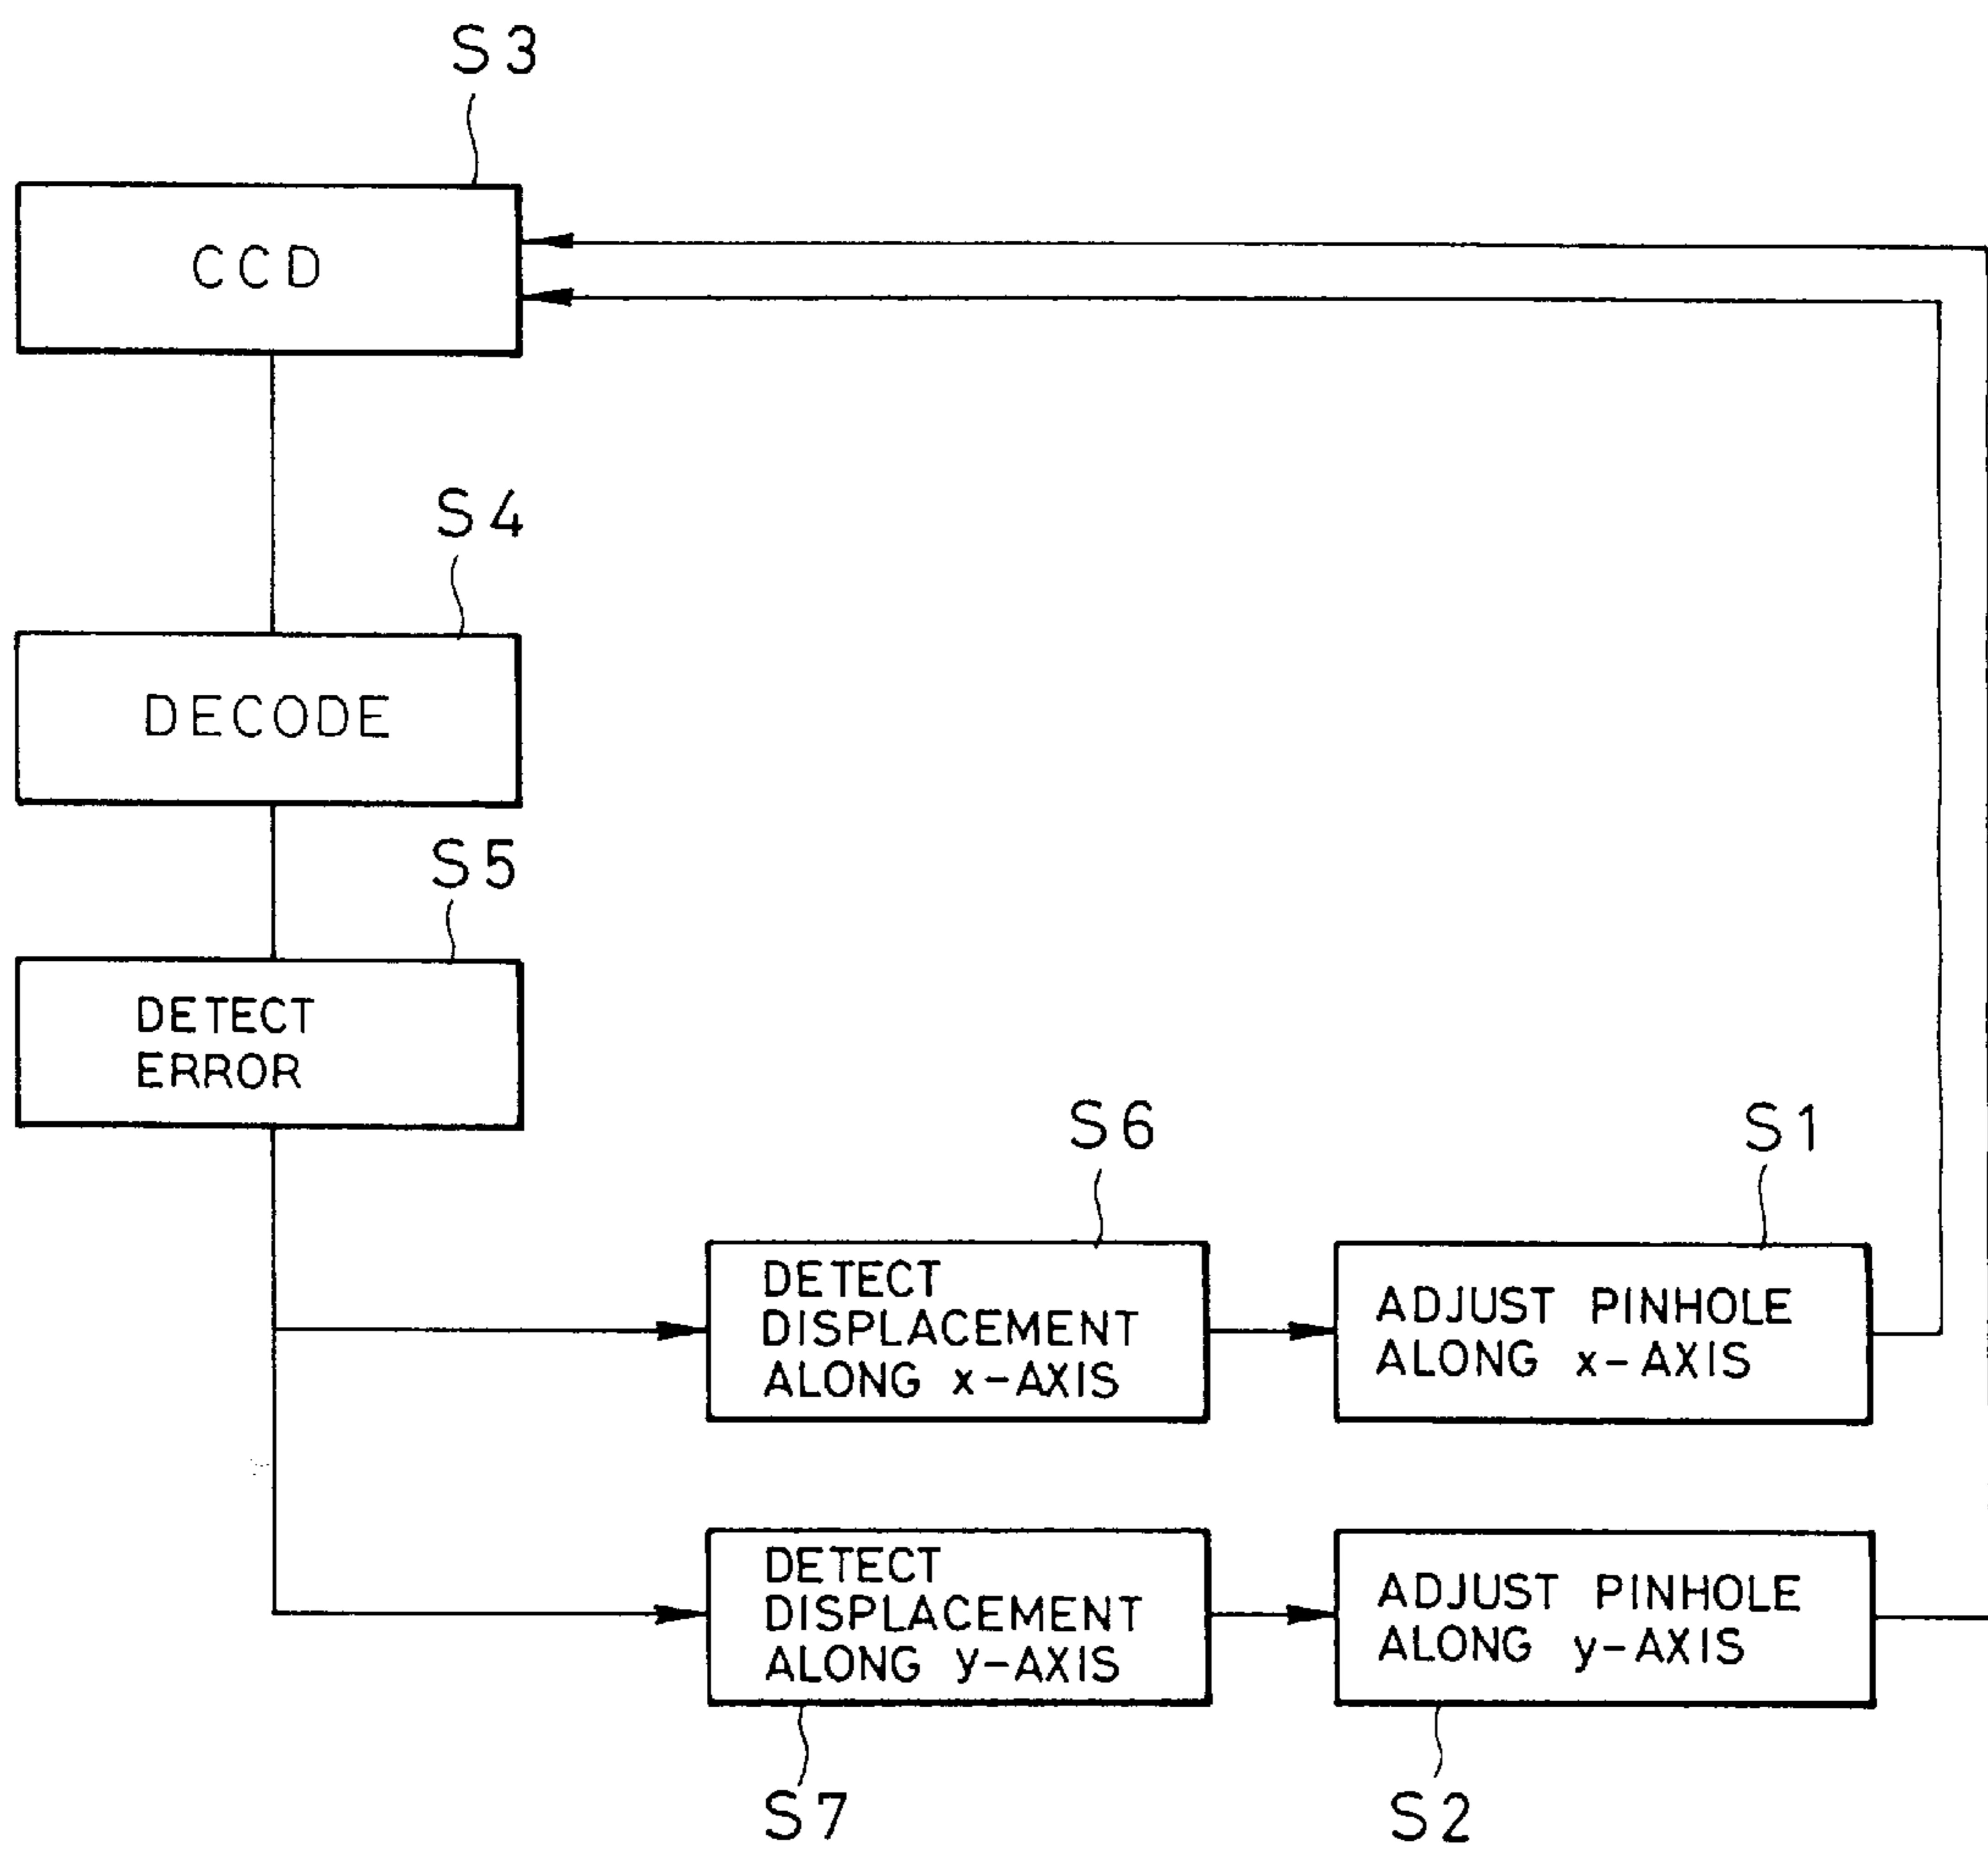 S3
CCD
S4
DECODE
S5
DETECT
ERROR
S6
DETECT
DISPLACEMENT
ALONG x-AXIS
S1
ADJUST PINHOLE
ALONG x-AXIS
DETECT
DISPLACEMENT
ALONG y-AXIS
S7
ADJUST PINHOLE
ALONG y-AXIS
S2